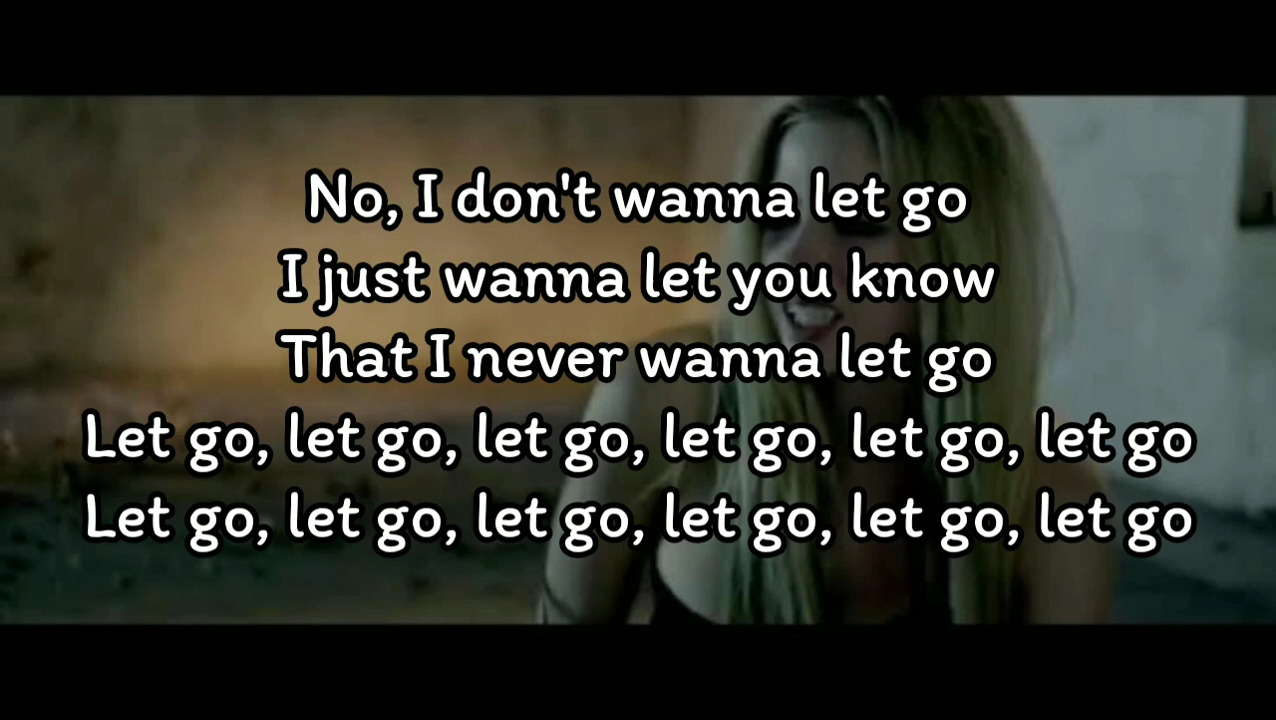 No, I don't wanna let go
I just wanna let you know
That I never wanna let go
Let go, let go, let go, let go, let go, let go
Let go, let go, let go, let go, let go, let go